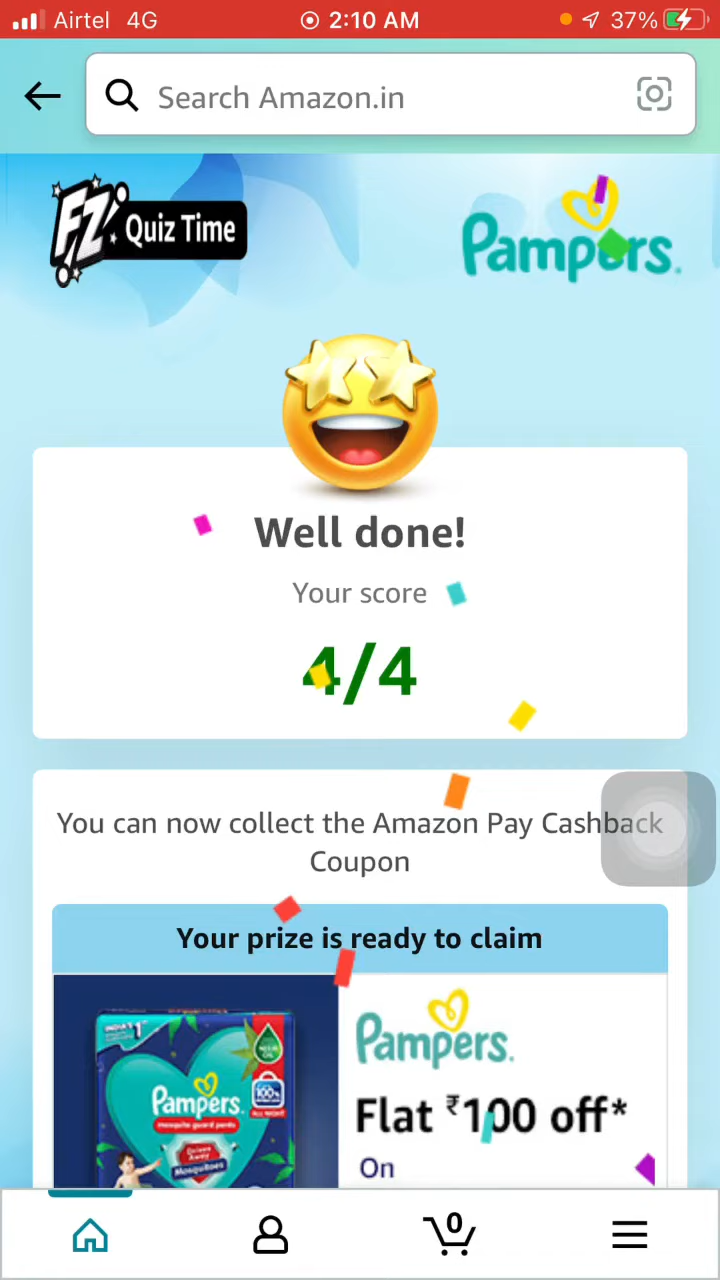 Airtel 4G 2:10 AM 37%
Search Amazon.in
FZ Quiz Time
Pampers.
Well done!
Your score
4/4
You can now collect the Amazon Pay Cashback
Coupon
Your prize is ready to claim
Pampers.
Pampers.
Flat ₹100 off*
On
0